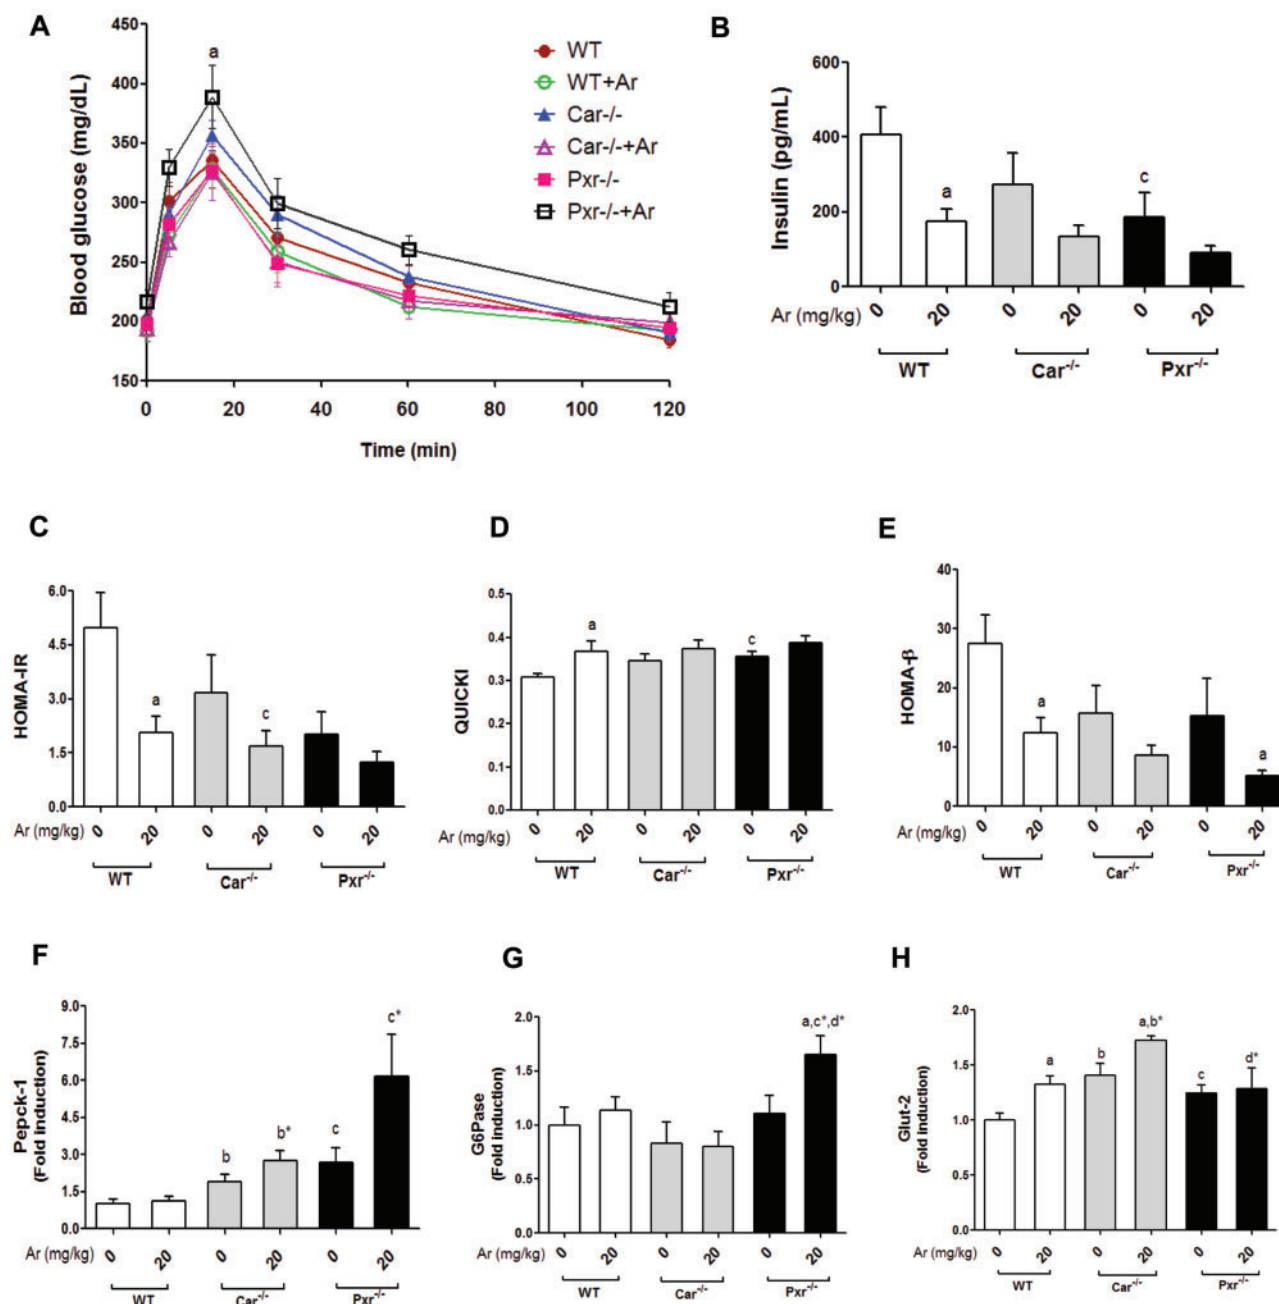 A
450
400
350
300
250
200
150
Blood glucose (mg/dL)
a
WT
WT+Ar
Car-/-
Car-/-+Ar
Pxr-/-
Pxr-/-+Ar
0 20 40 60 80 100 120
Time (min)
B
600
400
200
0
Insulin (pg/mL)
a
c
Ar (mg/kg) 0 20 0 20 0 20
WT Car-/- Pxr-/-
C
6.0
4.5
3.0
1.5
0.0
HOMA-IR
a
c
Ar (mg/kg) 0 20 0 20 0 20
WT Car-/- Pxr-/-
D
0.5
0.4
0.3
0.2
0.1
0.0
QUICKI
a
c
Ar (mg/kg) 0 20 0 20 0 20
WT Car-/- Pxr-/-
E
40
30
20
10
0
HOMA-β
a
a
Ar (mg/kg) 0 20 0 20 0 20
WT Car-/- Pxr-/-
F
9.0
7.5
6.0
4.5
3.0
1.5
0.0
Pepck-1
(Fold induction)
b
b*
c
c*
Ar (mg/kg) 0 20 0 20 0 20
WT Car-/- Pxr-/-
G
2.0
1.5
1.0
0.5
0.0
G6Pase
(Fold induction)
a,c*,d*
Ar (mg/kg) 0 20 0 20 0 20
WT Car-/- Pxr-/-
H
2.0
1.5
1.0
0.5
0.0
Glut-2
(Fold induction)
a
b
a,b*
c
d*
Ar (mg/kg) 0 20 0 20 0 20
WT Car-/- Pxr-/-